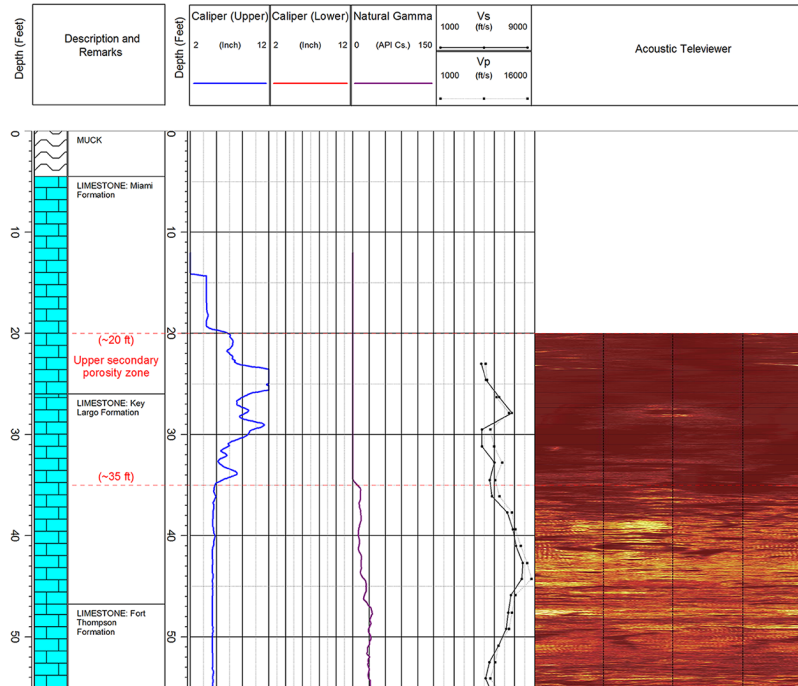 Depth (Feet)
Description and
Remarks
Depth (Feet)
Caliper (Upper)
2 (Inch) 12
Caliper (Lower)
2 (Inch) 12
Natural Gamma
0 (API Cs.) 150
Vs
1000 (ft/s) 9000
Vp
1000 (ft/s) 16000
Acoustic Televiewer
0
10
20
30
40
50
MUCK
LIMESTONE: Miami
Formation
(~20 ft)
Upper secondary
porosity zone
LIMESTONE: Key
Largo Formation
(~35 ft)
LIMESTONE: Fort
Thompson
Formation
0
10
20
30
40
50